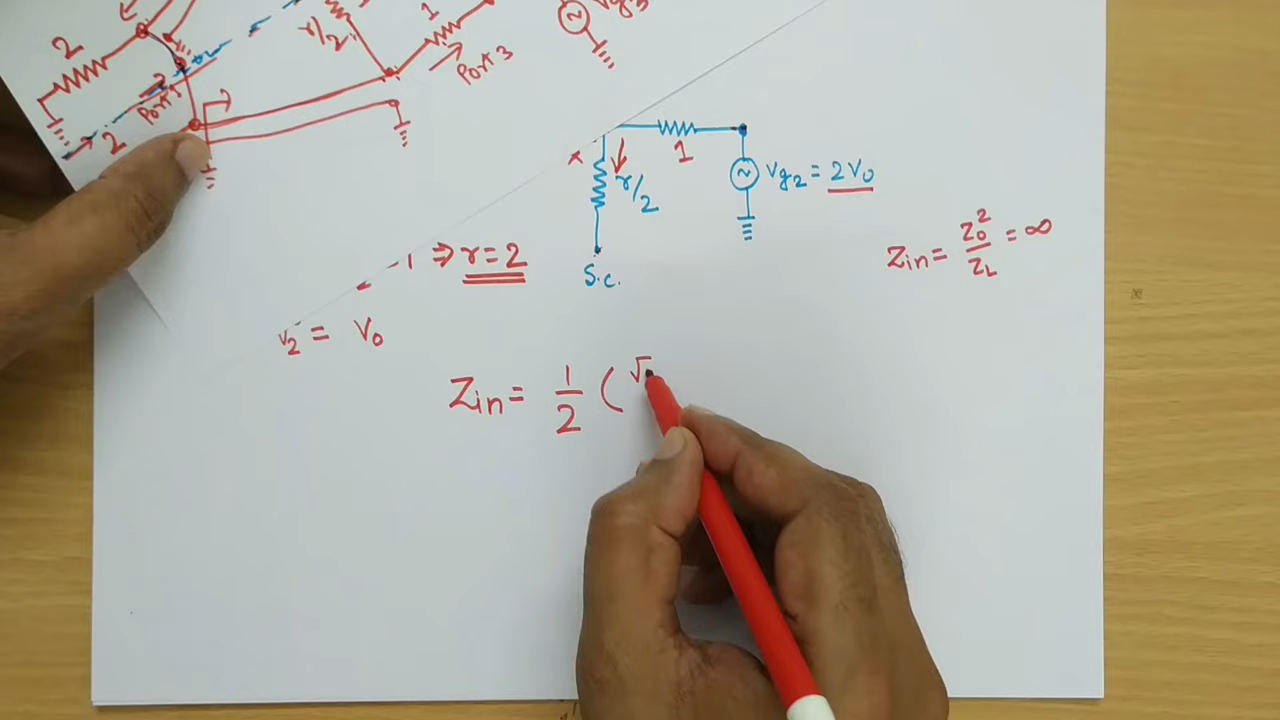 2
r/2
1
Port 3
Port 1
2
1
r/2
Vg2 = 2V0
S.C.
Zin = Z0²/ZL = ∞
1 ⇒ r = 2
V2 = V0
Zin = 1/2 ( √